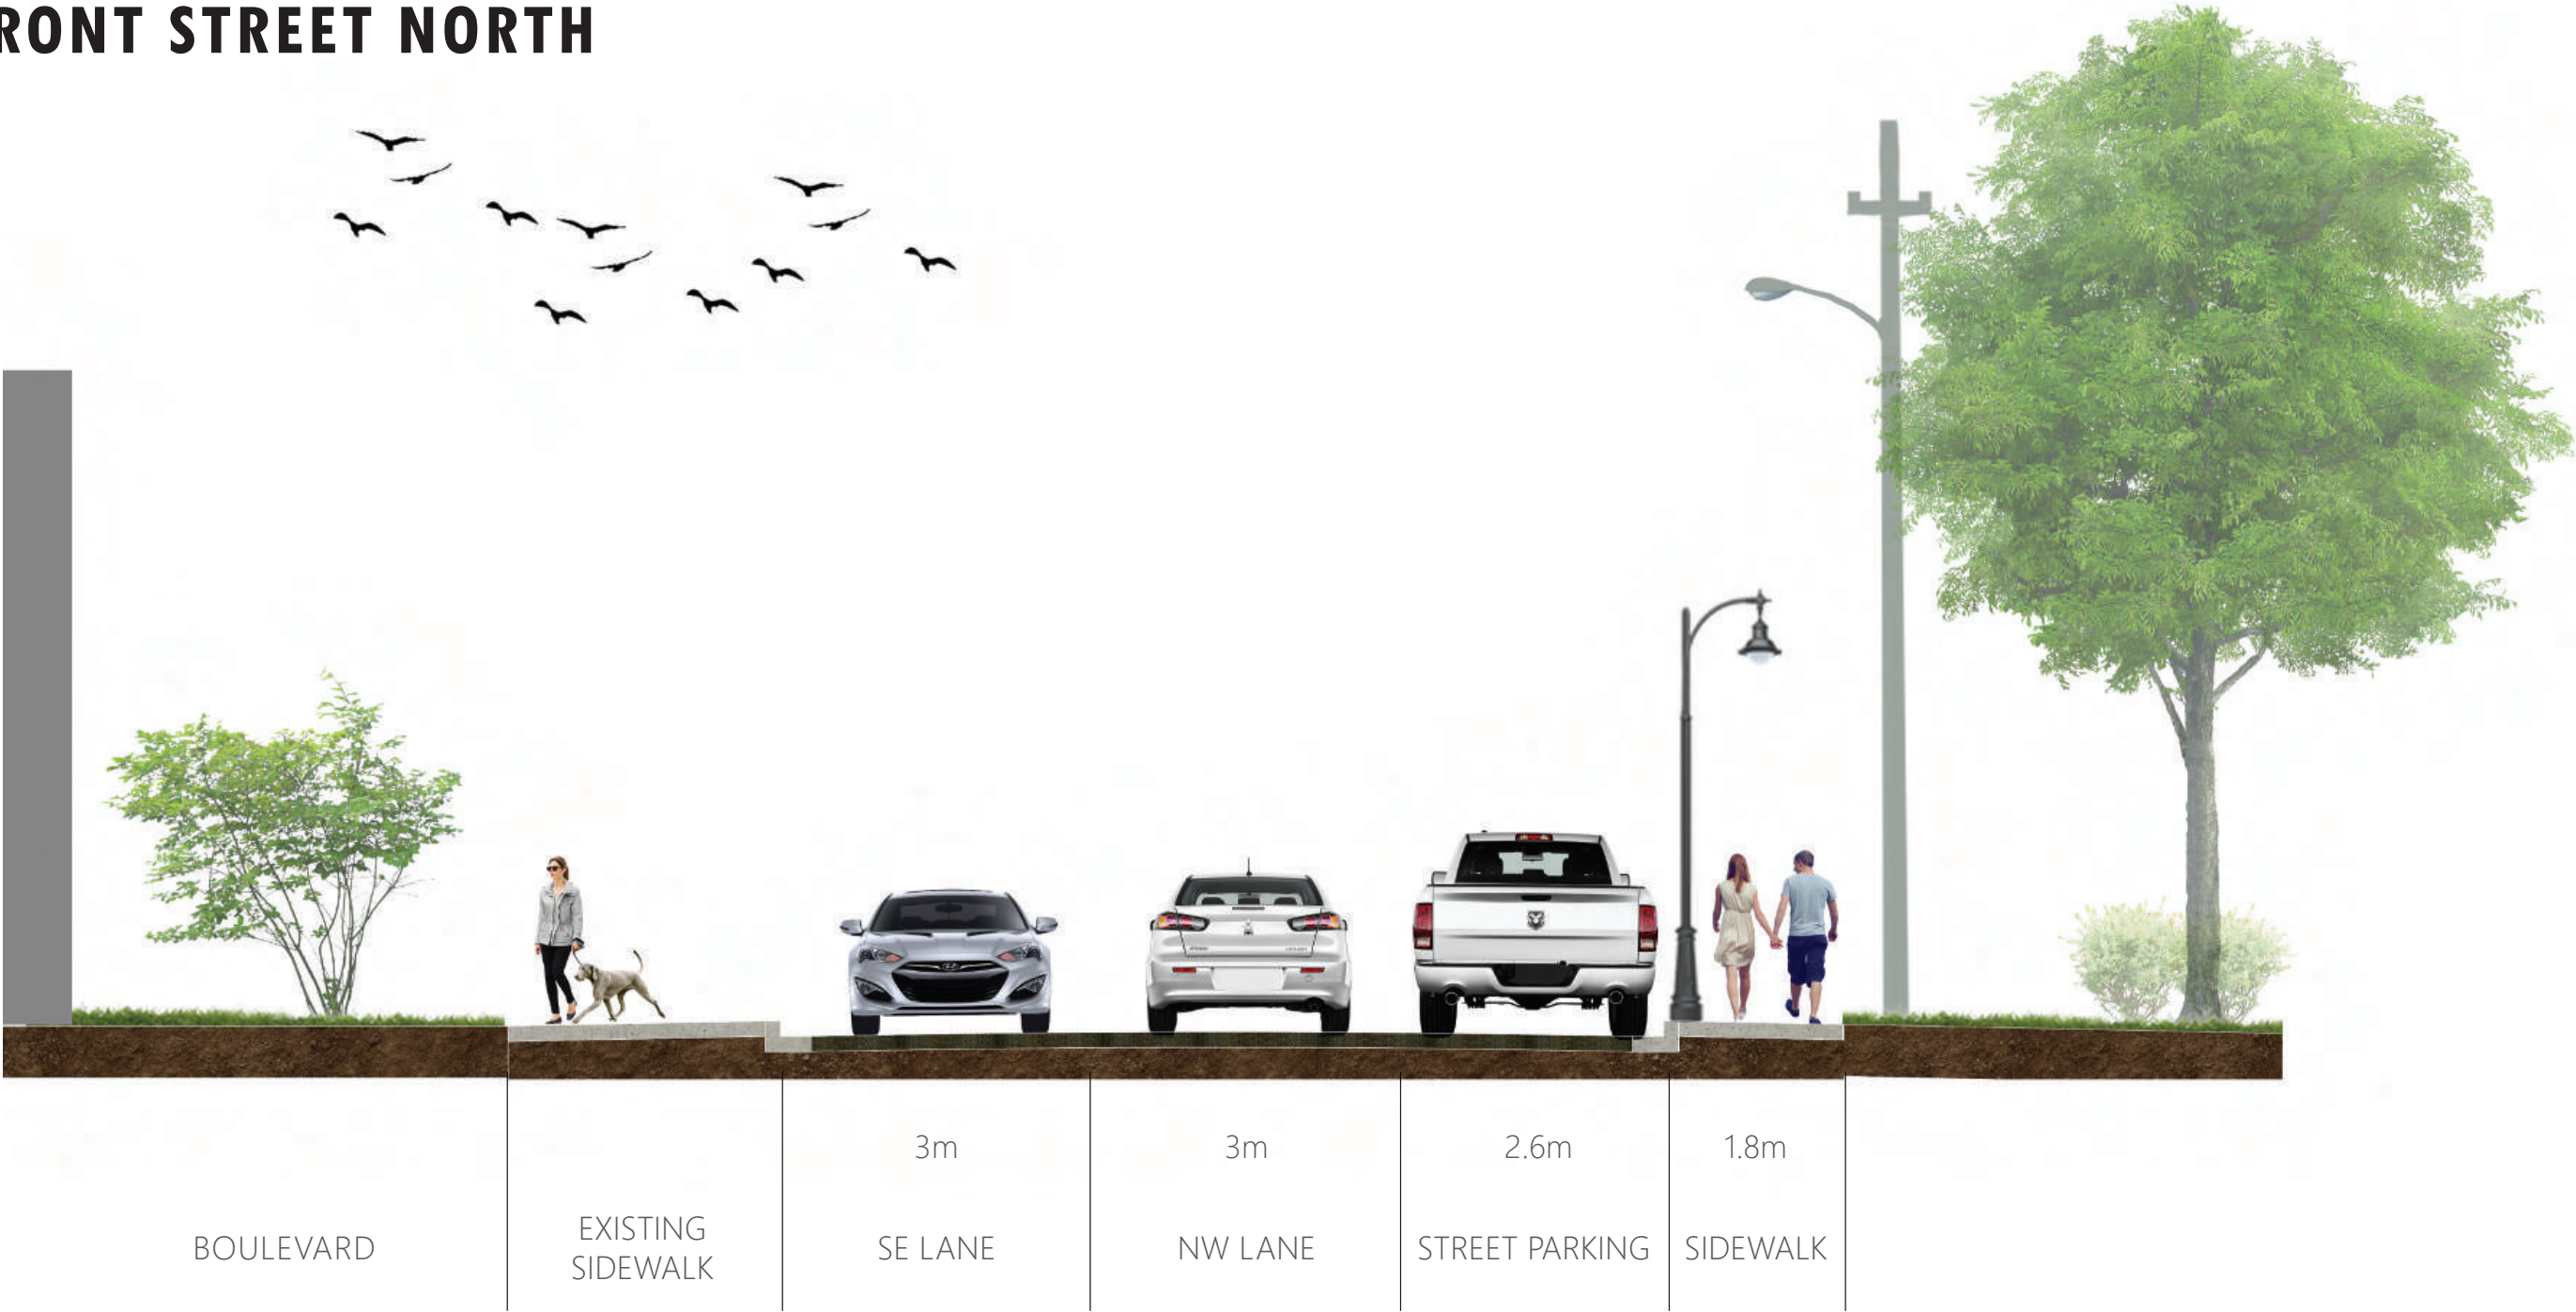 RONT STREET NORTH
3m
3m
2.6m
1.8m
BOULEVARD
EXISTING
SIDEWALK
SE LANE
NW LANE
STREET PARKING
SIDEWALK